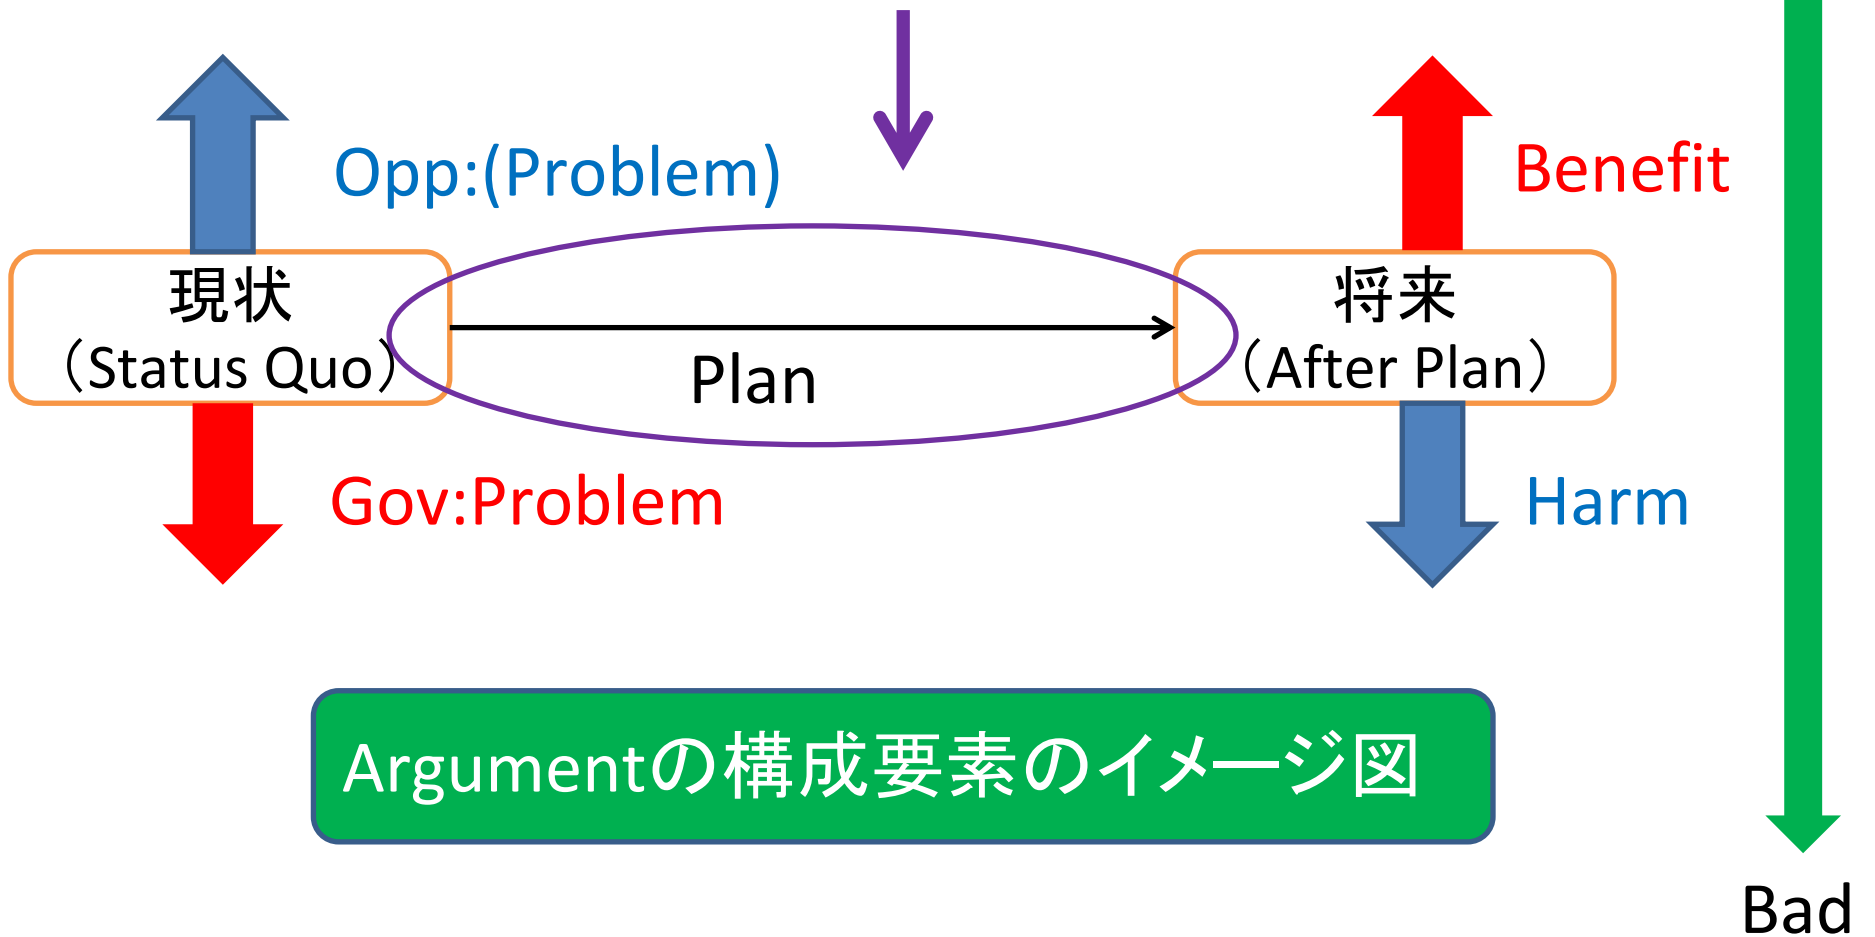 Opp:(Problem)
Benefit
現状
（Status Quo）
Plan
将来
（After Plan）
Gov:Problem
Harm
Argumentの構成要素のイメージ図
Bad